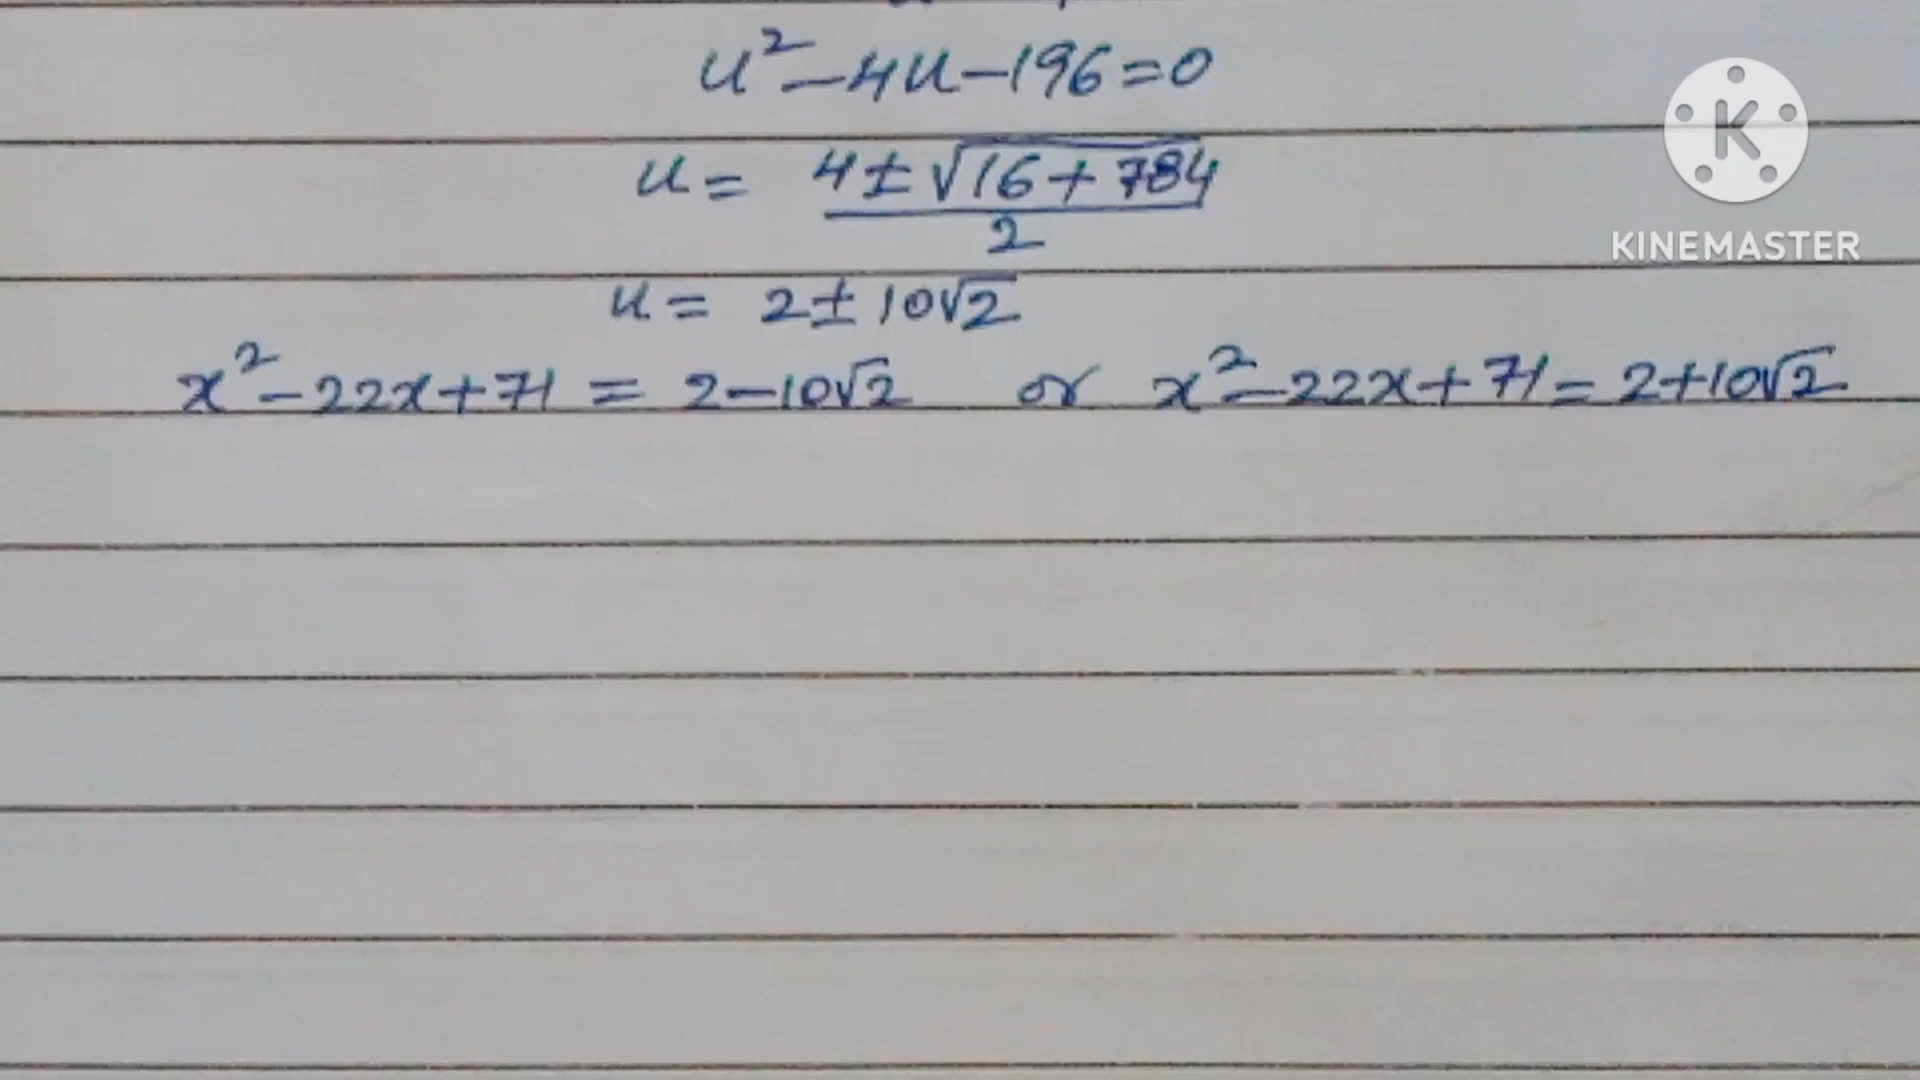 u²-4u-196=0
u= 4±√16+784/2
u= 2±10√2
x²-22x+71 = 2-10√2 or x²-22x+71=2+10√2
KINEMASTER